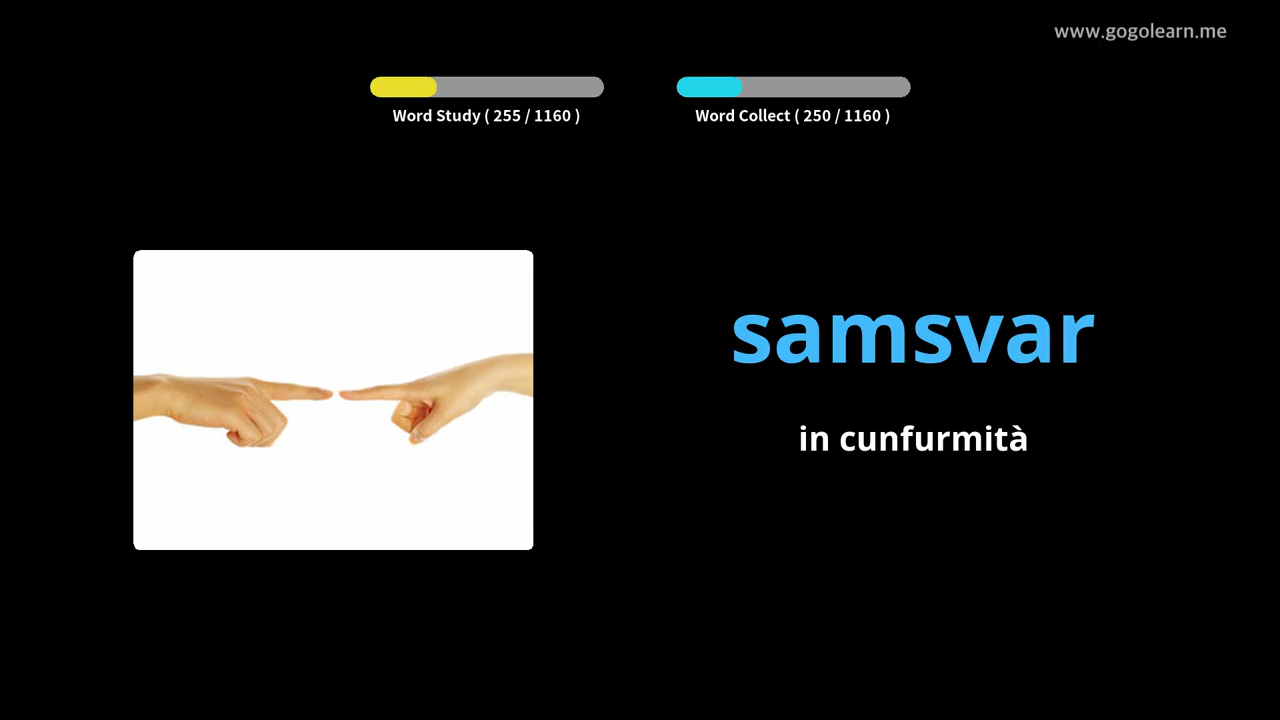 www.gogolearn.me
Word Study ( 255 / 1160 )
Word Collect ( 250 / 1160 )
samsvar
in cunfurmità